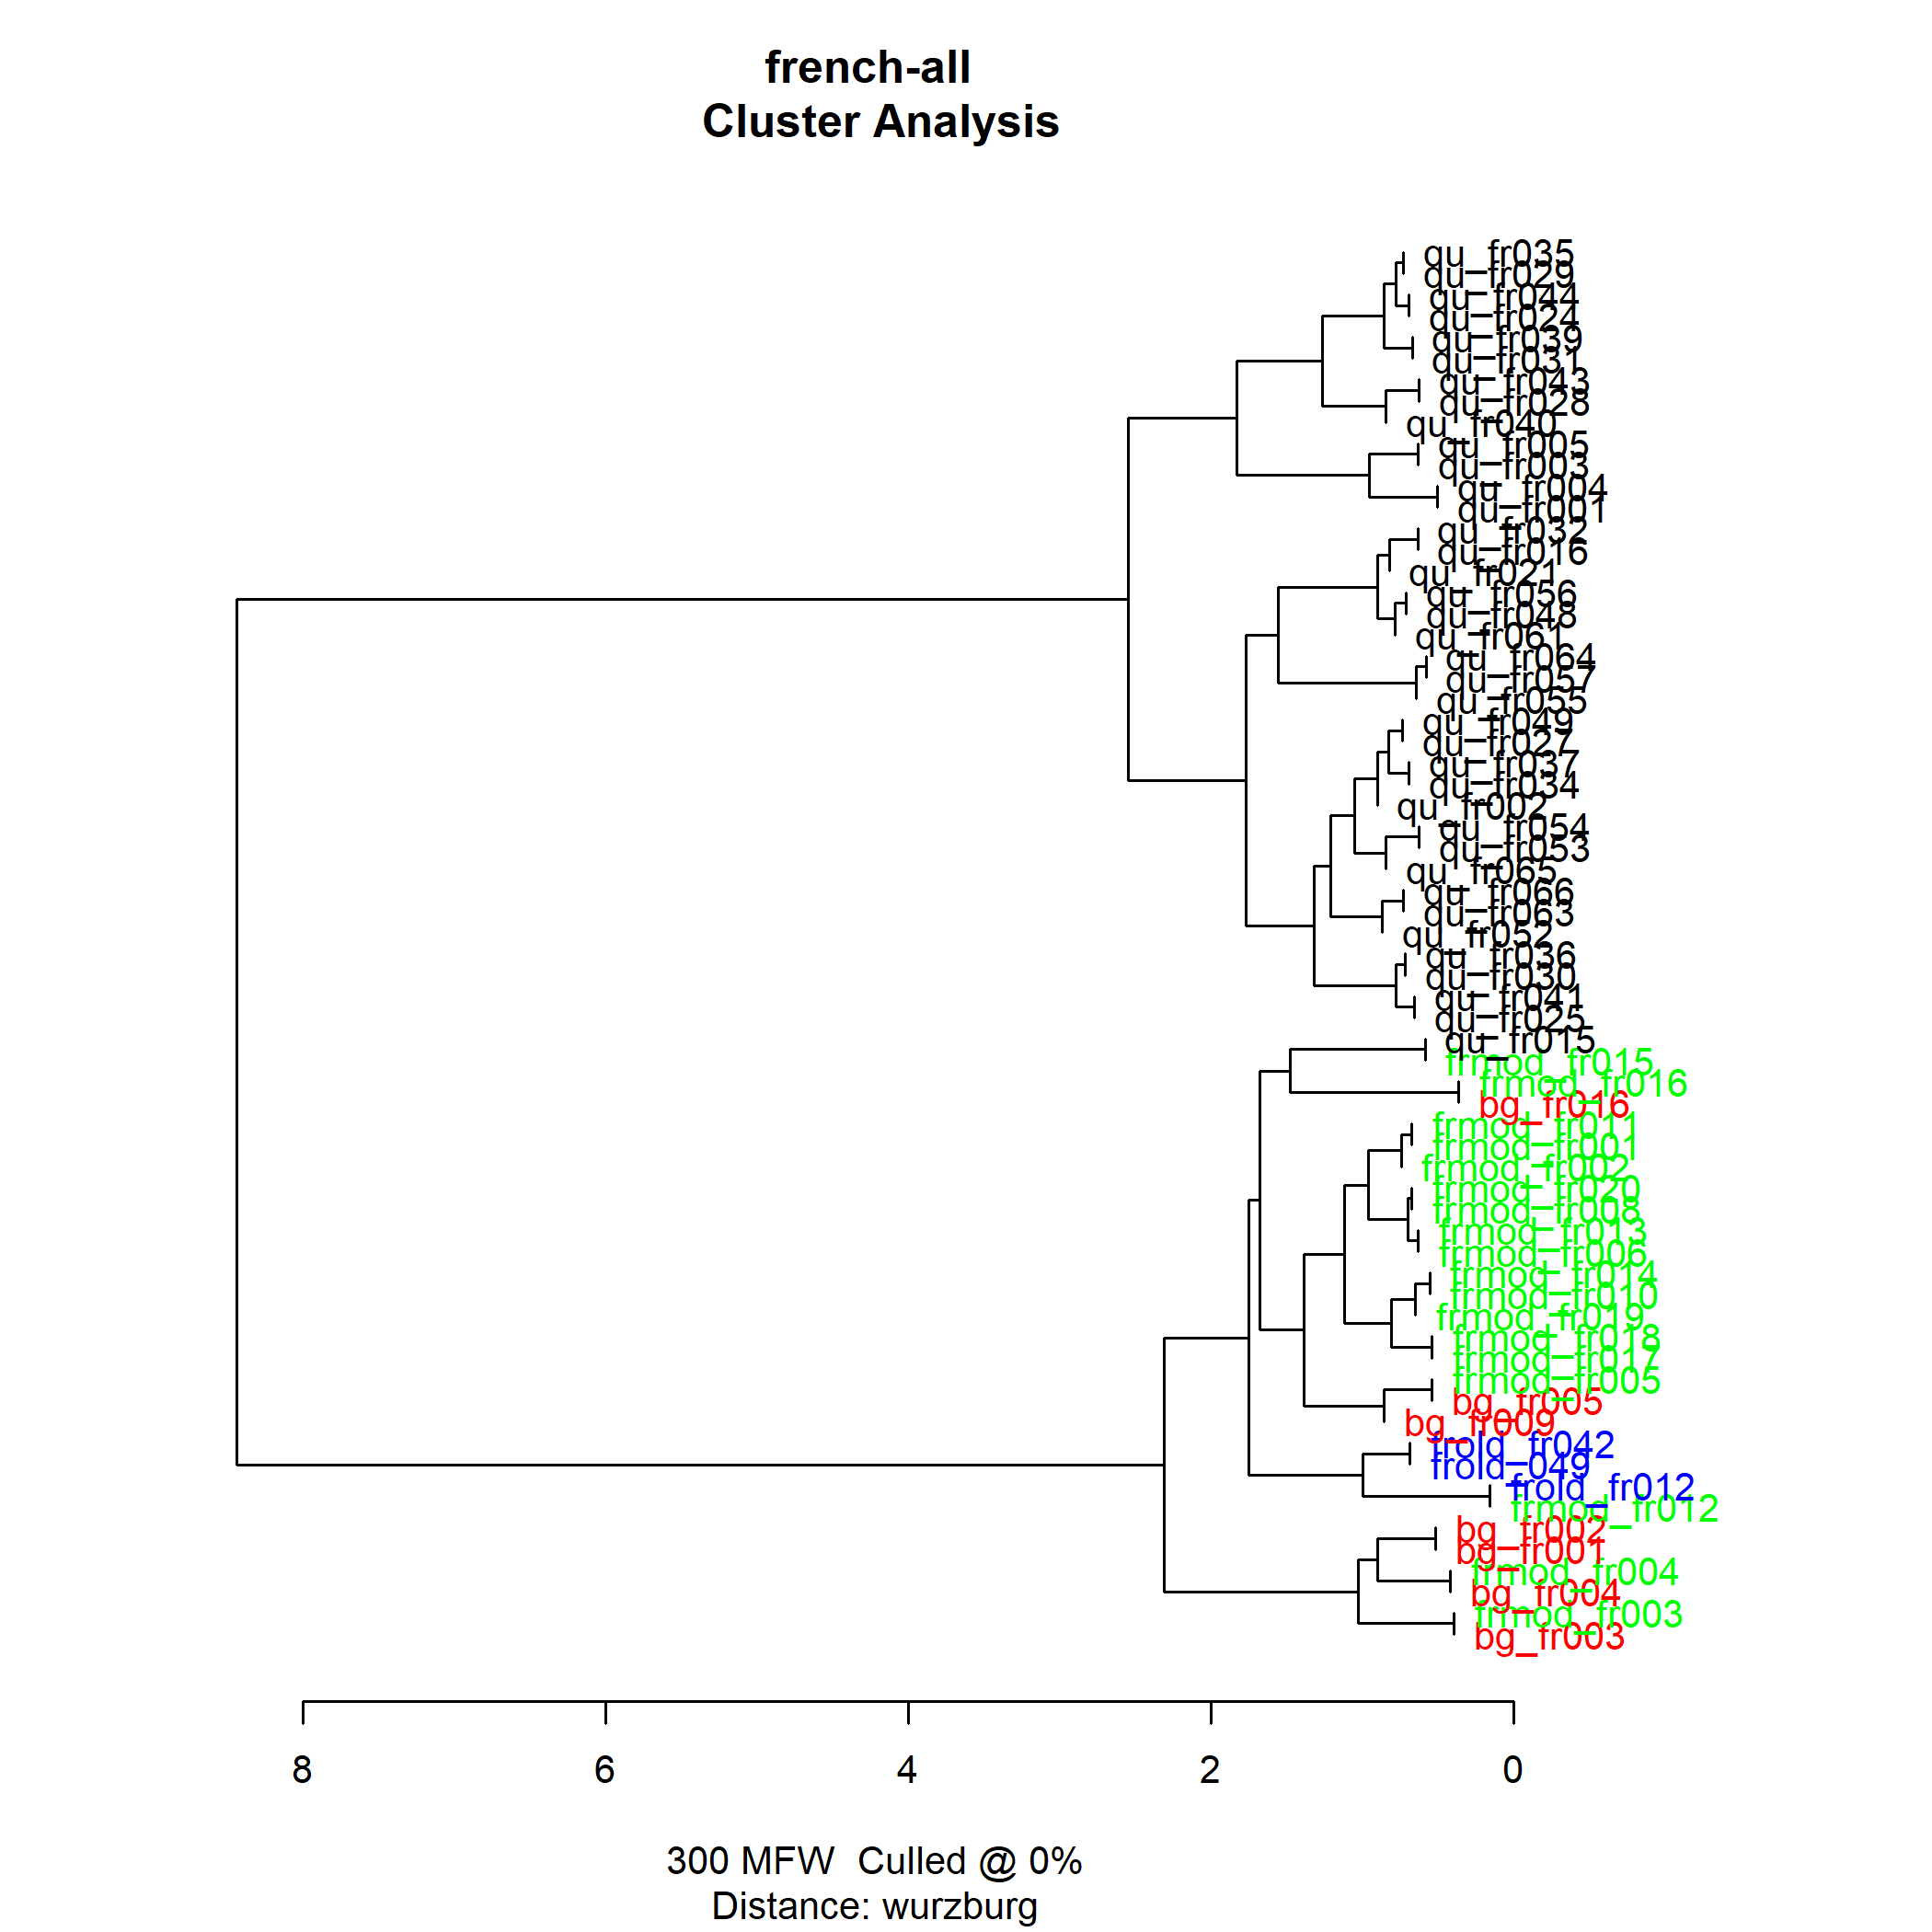 french-all
Cluster Analysis
qu_fr035
qu_fr029
qu_fr044
qu_fr024
qu_fr039
qu_fr031
qu_fr043
qu_fr028
qu_fr040
qu_fr005
qu_fr003
qu_fr004
qu_fr001
qu_fr032
qu_fr016
qu_fr021
qu_fr056
qu_fr048
qu_fr061
qu_fr064
qu_fr057
qu_fr055
qu_fr049
qu_fr027
qu_fr037
qu_fr034
qu_fr002
qu_fr054
qu_fr053
qu_fr065
qu_fr066
qu_fr063
qu_fr052
qu_fr036
qu_fr030
qu_fr041
qu_fr025
qu_fr015
frmod_fr015
frmod_fr016
bg_fr016
frmod_fr011
frmod_fr001
frmod_fr002
frmod_fr020
frmod_fr008
frmod_fr013
frmod_fr006
frmod_fr014
frmod_fr010
frmod_fr019
frmod_fr018
frmod_fr017
frmod_fr005
bg_fr005
bg_fr009
frold_fr042
frold_049
frold_fr012
frmod_fr012
bg_fr002
bg_fr001
frmod_fr004
bg_fr004
frmod_fr003
bg_fr003
8 6 4 2 0
300 MFW Culled @ 0%
Distance: wurzburg